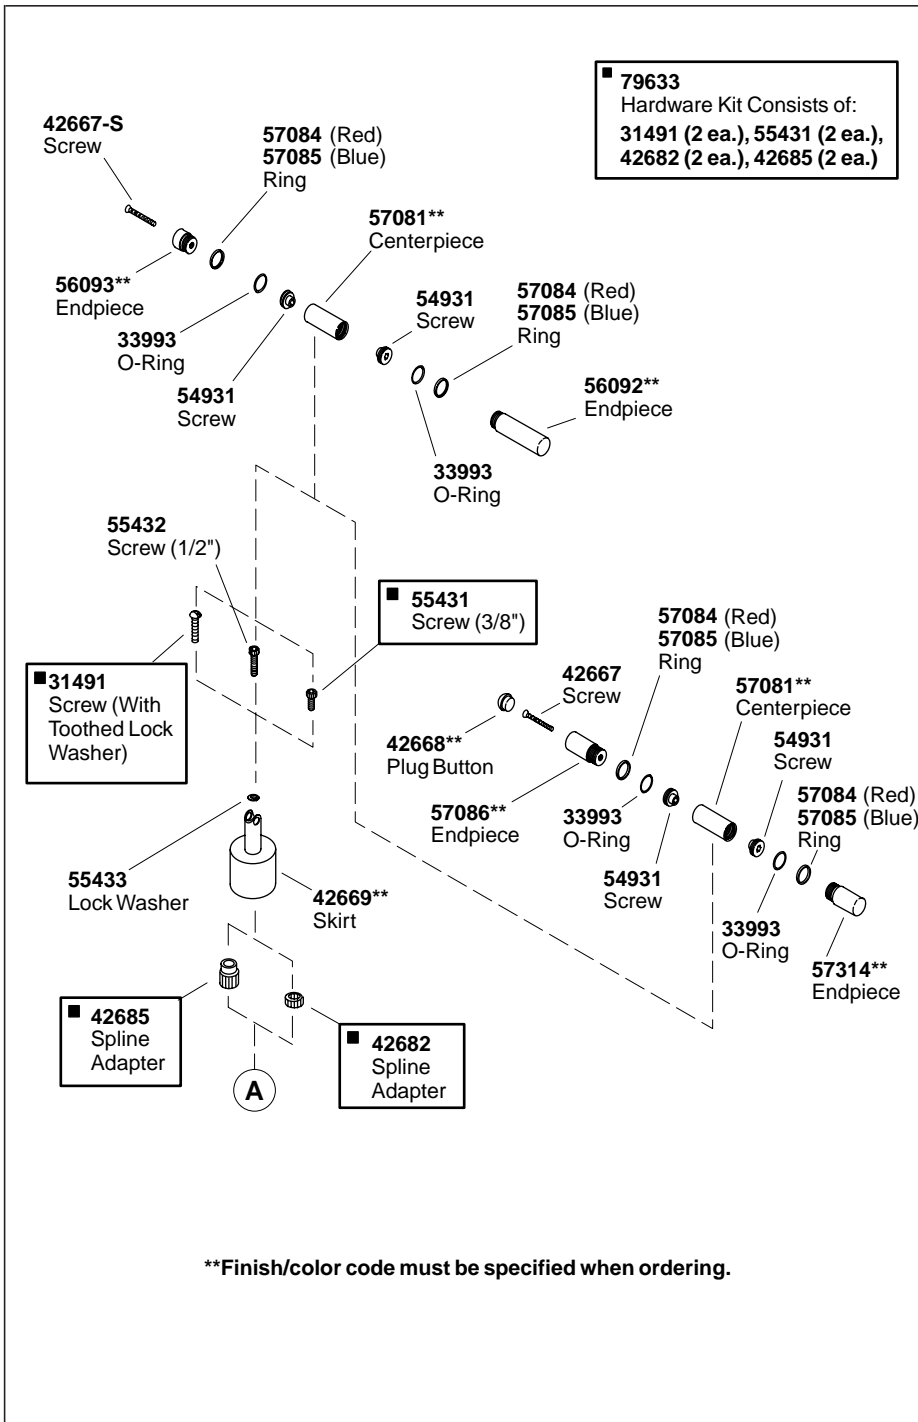 ■ 79633
Hardware Kit Consists of:
31491 (2 ea.), 55431 (2 ea.),
42682 (2 ea.), 42685 (2 ea.)
42667-S
Screw
57084 (Red)
57085 (Blue)
Ring
57081**
Centerpiece
56093**
Endpiece
33993
O-Ring
54931
Screw
54931
Screw
57084 (Red)
57085 (Blue)
Ring
56092**
Endpiece
33993
O-Ring
55432
Screw (1/2")
■ 55431
Screw (3/8")
■ 31491
Screw (With
Toothed Lock
Washer)
57084 (Red)
57085 (Blue)
Ring
42667
Screw
57081**
Centerpiece
42668**
Plug Button
54931
Screw
57086**
Endpiece
33993
O-Ring
57084 (Red)
57085 (Blue)
Ring
54931
Screw
55433
Lock Washer
42669**
Skirt
33993
O-Ring
57314**
Endpiece
■ 42685
Spline
Adapter
■ 42682
Spline
Adapter
A
**Finish/color code must be specified when ordering.